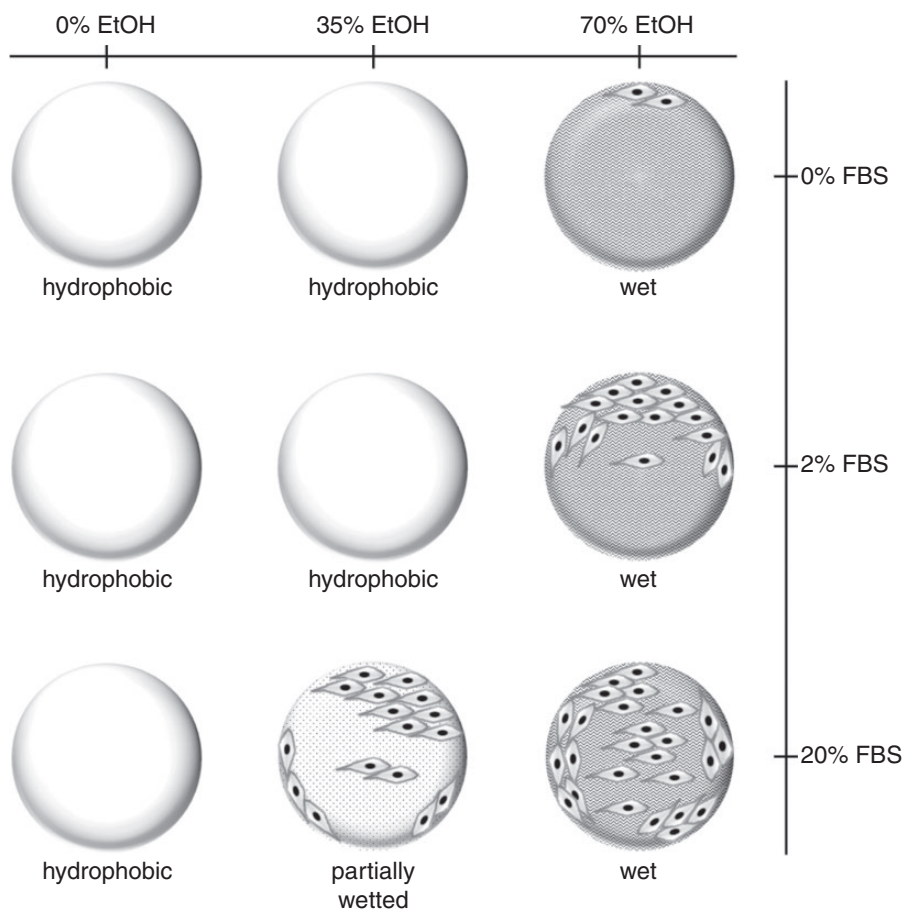 0% EtOH 35% EtOH 70% EtOH
0% FBS
hydrophobic hydrophobic wet
2% FBS
hydrophobic hydrophobic wet
20% FBS
hydrophobic partially wet
wetted